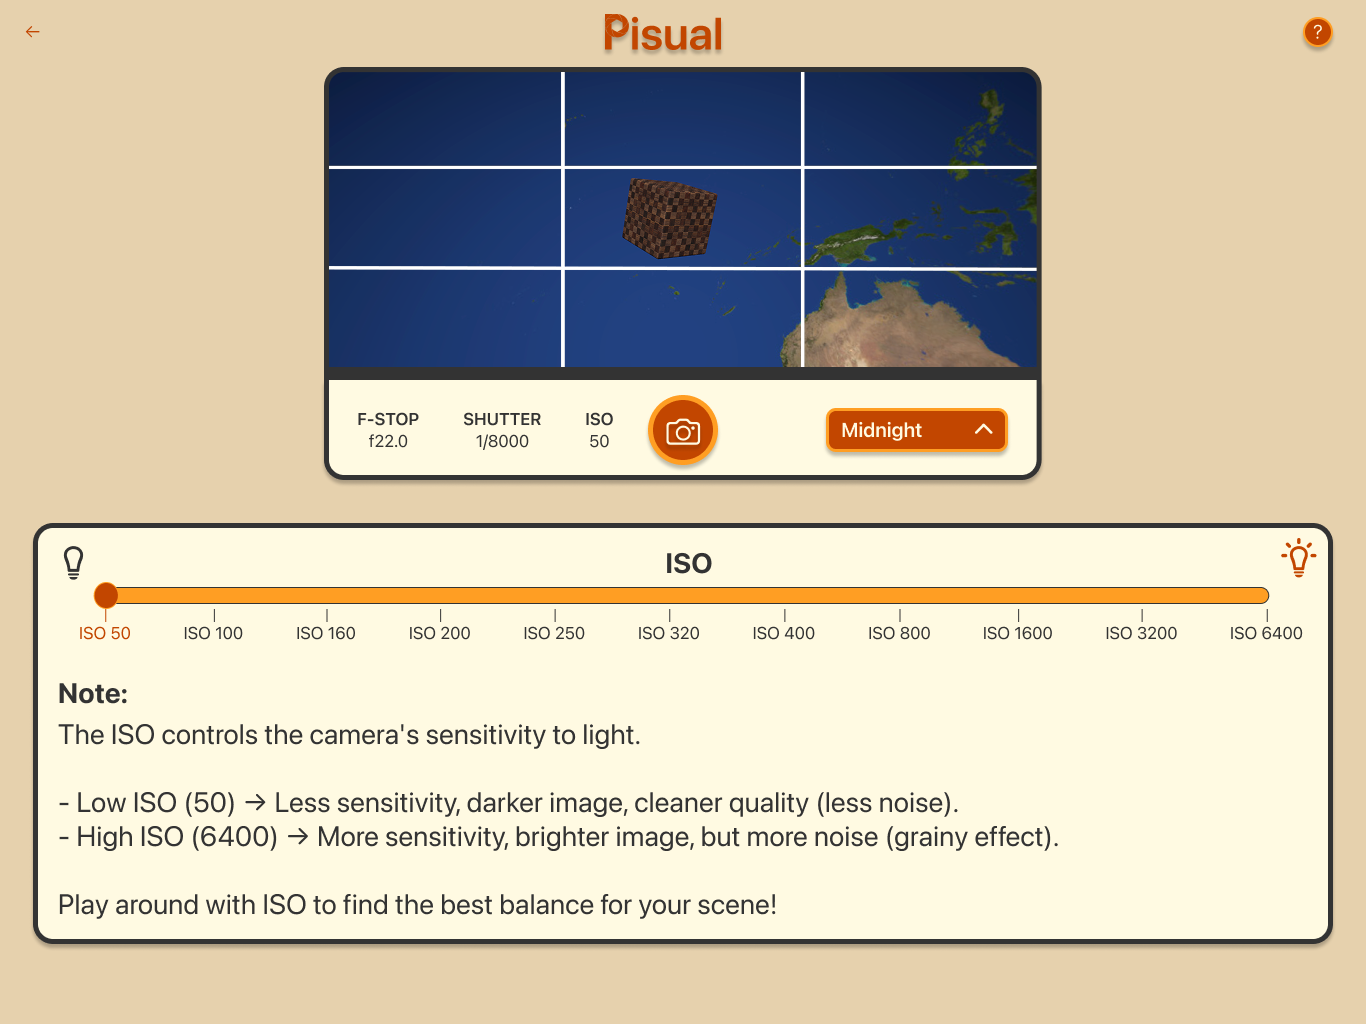 ←
Pisual
?
F-STOP SHUTTER ISO
f22.0 1/8000 50
Midnight
ISO
ISO 50 ISO 100 ISO 160 ISO 200 ISO 250 ISO 320 ISO 400 ISO 800 ISO 1600 ISO 3200 ISO 6400
Note:
The ISO controls the camera's sensitivity to light.
- Low ISO (50) → Less sensitivity, darker image, cleaner quality (less noise).
- High ISO (6400) → More sensitivity, brighter image, but more noise (grainy effect).
Play around with ISO to find the best balance for your scene!